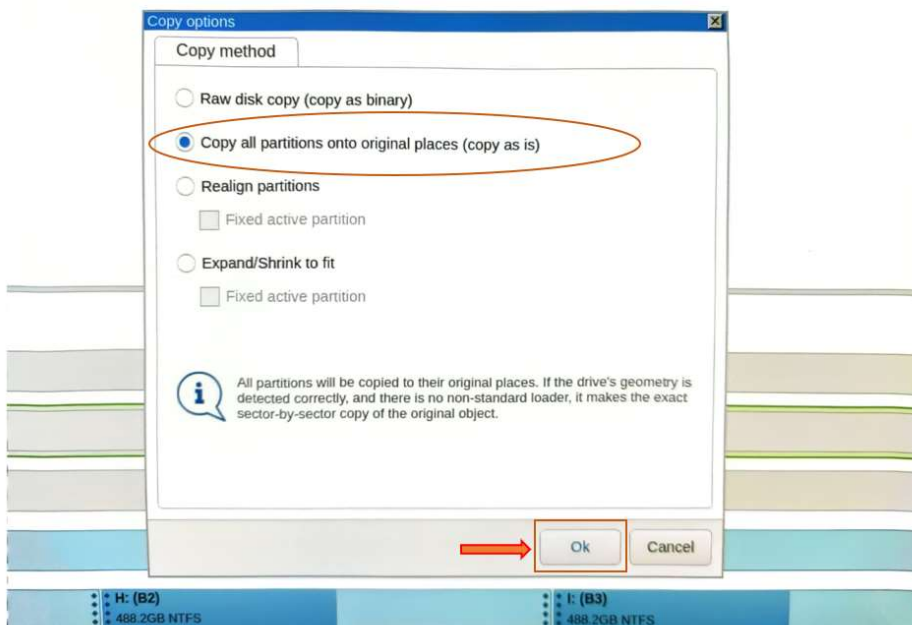 Copy options
Copy method
Raw disk copy (copy as binary)
Copy all partitions onto original places (copy as is)
Realign partitions
Fixed active partition
Expand/Shrink to fit
Fixed active partition
All partitions will be copied to their original places. If the drive's geometry is
detected correctly, and there is no non-standard loader, it makes the exact
sector-by-sector copy of the original object.
Ok Cancel
H: (B2) I: (B3)
488.2GB NTFS 488.2GB NTFS